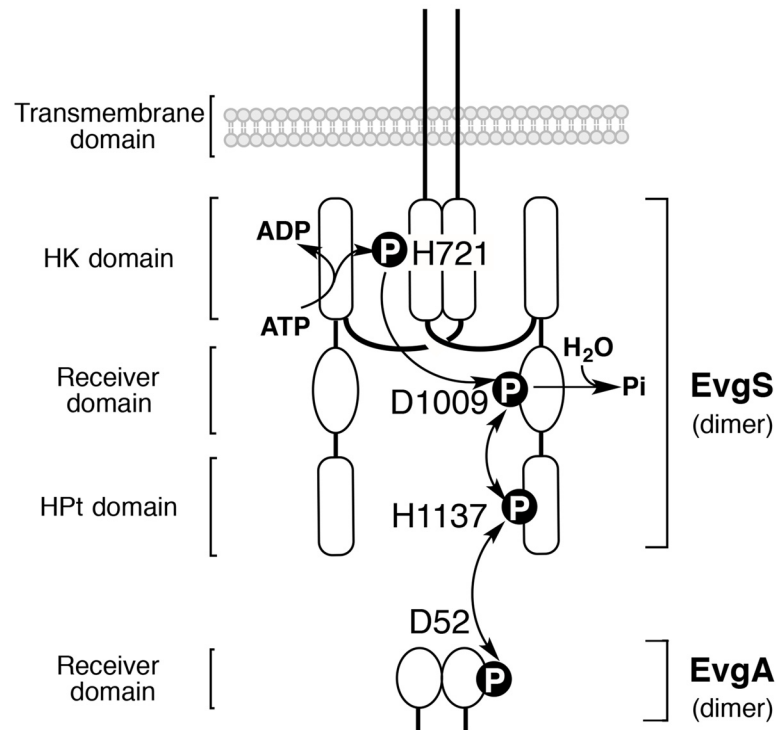 Transmembrane
domain
HK domain
ADP
P
H721
ATP
Receiver
domain
H₂O
D1009
P
Pi
EvgS
(dimer)
HPt domain
H1137
P
D52
Receiver
domain
P
EvgA
(dimer)